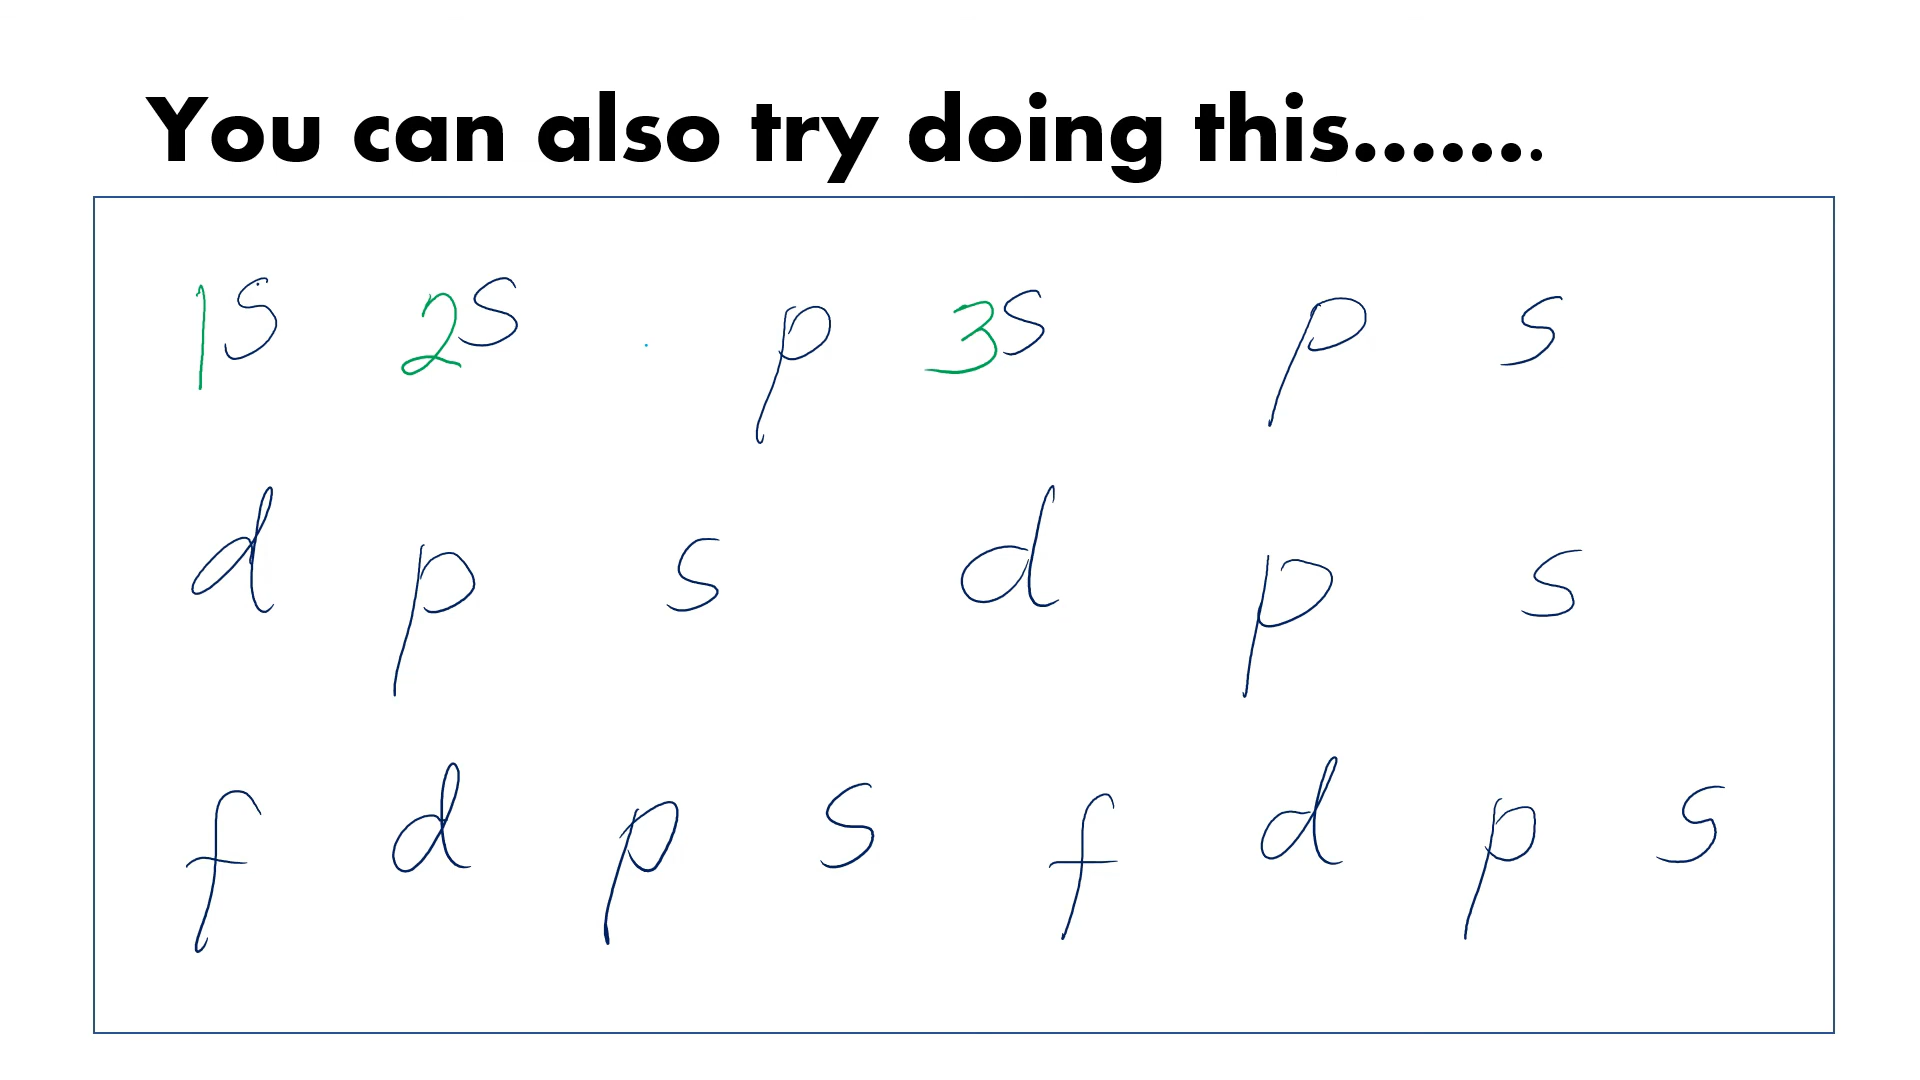 You can also try doing this.......
1s 2s p 3s p s
d p s d p s
f d p s f d p s